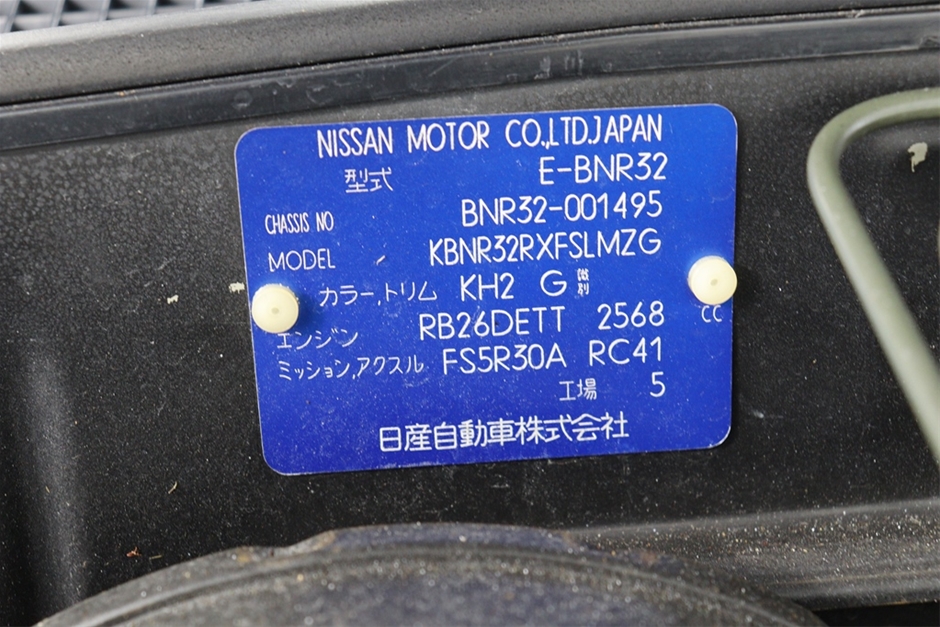 NISSAN MOTOR CO.,LTD.JAPAN
型式 E-BNR32
CHASSIS NO BNR32-001495
MODEL KBNR32RXFSLMZG
カラー,トリム KH2 G 識別
エンジン RB26DETT 2568 CC
ミッション,アクスル FS5R30A RC41
工場 5
日産自動車株式会社